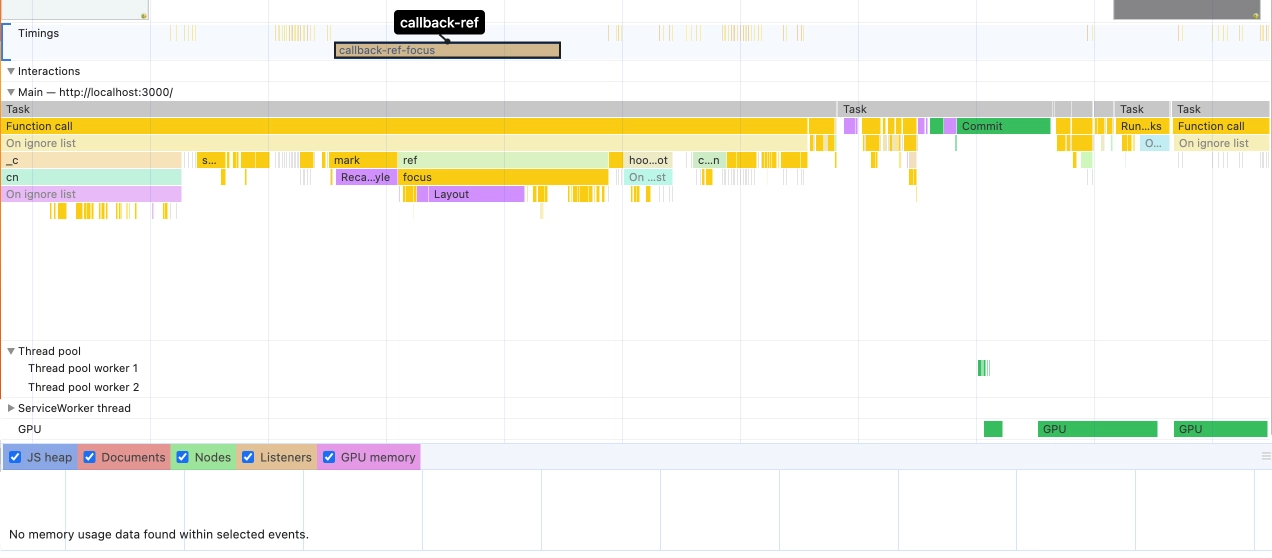 callback-ref
Timings
callback-ref-focus
Interactions
Main — http://localhost:3000/
Task Task Task Task
Function call Commit Run...ks Function call
On ignore list O... On ignore list
_c s... mark ref hoo...ot c...n
cn Reca...yle focus On ...st
On ignore list Layout
Thread pool
Thread pool worker 1
Thread pool worker 2
ServiceWorker thread
GPU GPU GPU
JS heap Documents Nodes Listeners GPU memory
No memory usage data found within selected events.